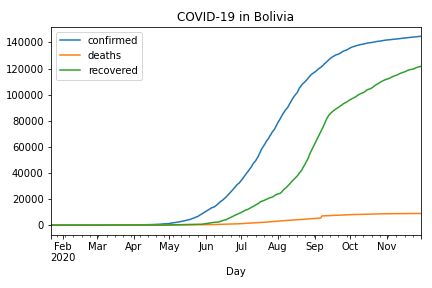 COVID-19 in Bolivia
confirmed
deaths
recovered
140000
120000
100000
80000
60000
40000
20000
0
Feb Mar Apr May Jun Jul Aug Sep Oct Nov
2020
Day